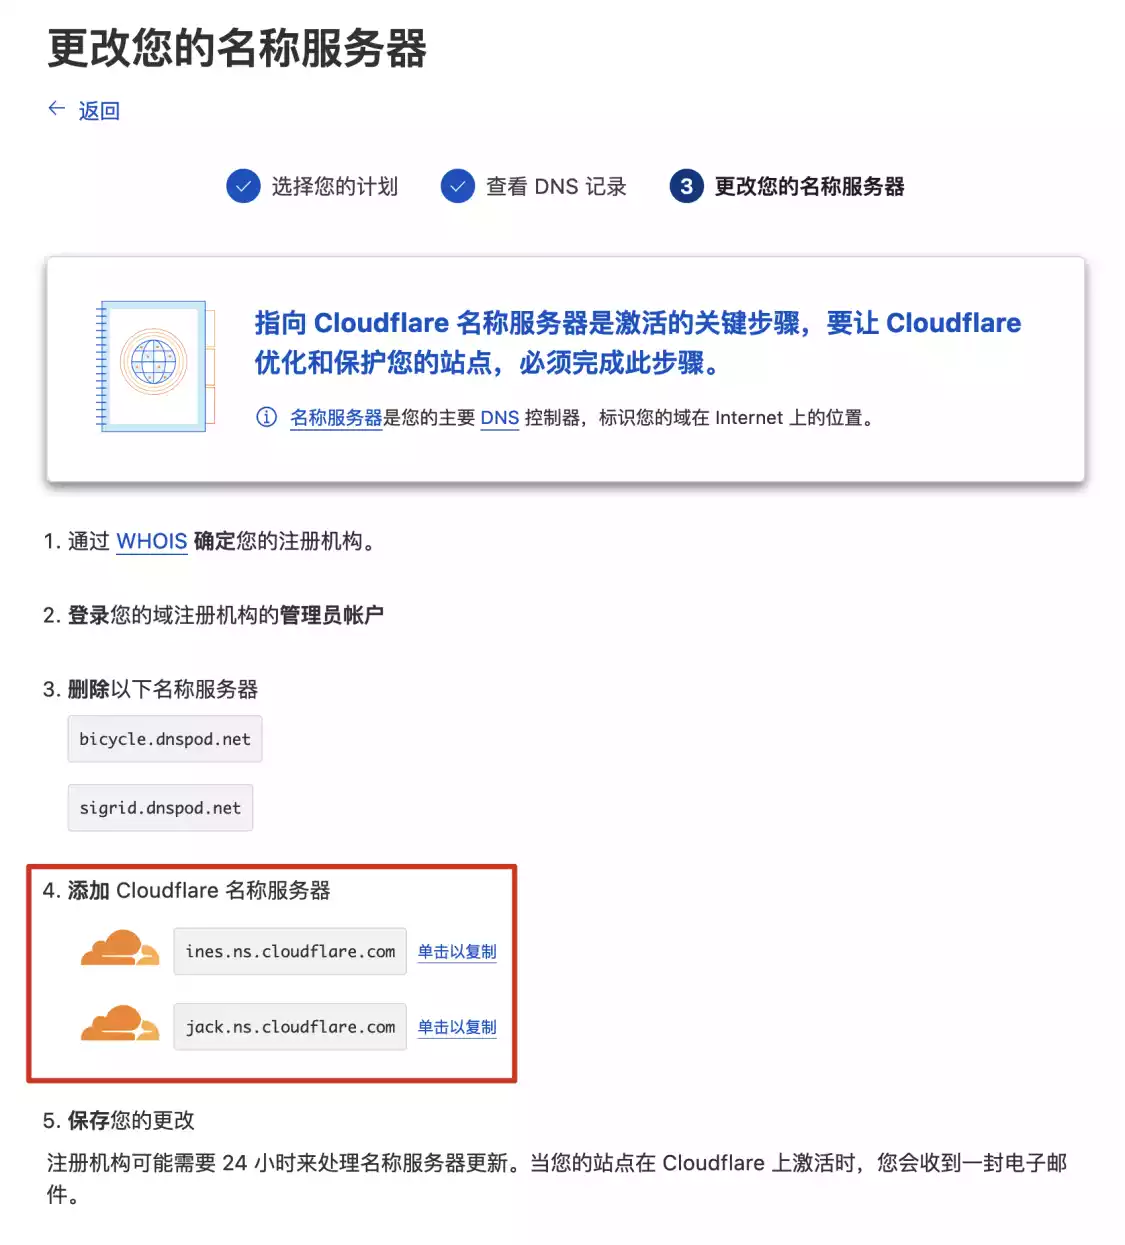 更改您的名称服务器
← 返回
选择您的计划 查看 DNS 记录 3 更改您的名称服务器
指向 Cloudflare 名称服务器是激活的关键步骤，要让 Cloudflare
优化和保护您的站点，必须完成此步骤。
名称服务器是您的主要 DNS 控制器，标识您的域在 Internet 上的位置。
1. 通过 WHOIS 确定您的注册机构。
2. 登录您的域注册机构的管理员帐户
3. 删除以下名称服务器
bicycle.dnspod.net
sigrid.dnspod.net
4. 添加 Cloudflare 名称服务器
ines.ns.cloudflare.com 单击以复制
jack.ns.cloudflare.com 单击以复制
5. 保存您的更改
注册机构可能需要 24 小时来处理名称服务器更新。当您的站点在 Cloudflare 上激活时，您会收到一封电子邮
件。